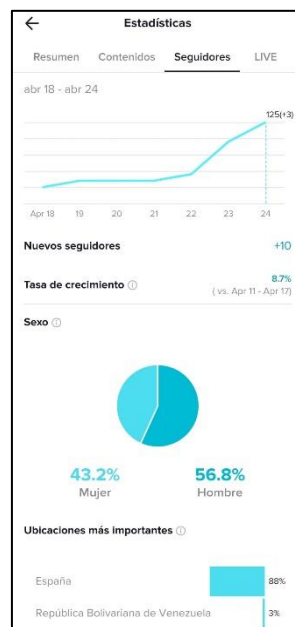 Estadísticas
Resumen Contenidos Seguidores LIVE
abr 18 - abr 24
125(+3)
Apr 18 19 20 21 22 23 24
Nuevos seguidores +10
Tasa de crecimiento 8.7%
( vs. Apr 11 - Apr 17)
Sexo
43.2% 56.8%
Mujer Hombre
Ubicaciones más importantes
España 88%
República Bolivariana de Venezuela 3%